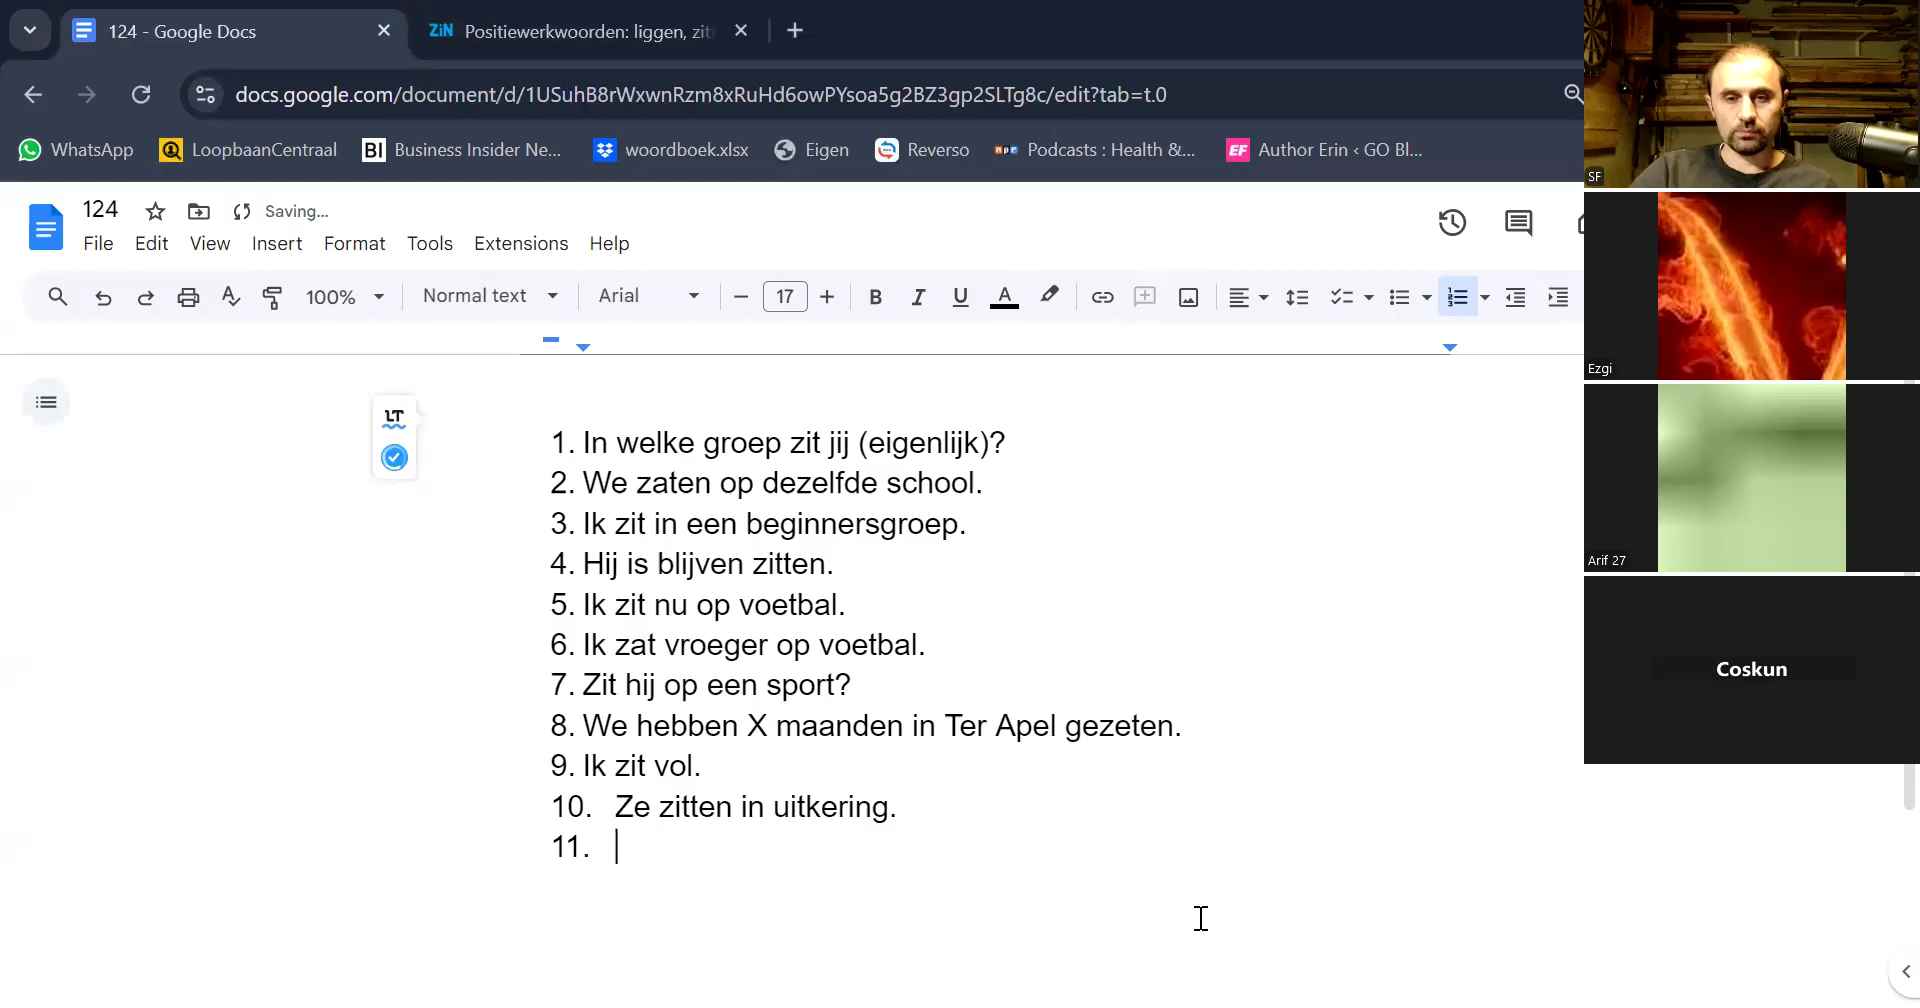 124 - Google Docs
ZiN Positiewerkwoorden: liggen, zit
docs.google.com/document/d/1USuhB8rWxwnRzm8xRuHd6owPYsoa5g2BZ3gp2SLTg8c/edit?tab=t.0
WhatsApp LoopbaanCentraal BI Business Insider Ne... woordboek.xlsx Eigen Reverso npr Podcasts : Health &... EF Author Erin ‹ GO Bl...
124 Saving...
File Edit View Insert Format Tools Extensions Help
100% Normal text Arial 17 B I U A
LT
1. In welke groep zit jij (eigenlijk)?
2. We zaten op dezelfde school.
3. Ik zit in een beginnersgroep.
4. Hij is blijven zitten.
5. Ik zit nu op voetbal.
6. Ik zat vroeger op voetbal.
7. Zit hij op een sport?
8. We hebben X maanden in Ter Apel gezeten.
9. Ik zit vol.
10. Ze zitten in uitkering.
11.
SF
Ezgi
Arif 27
Coskun